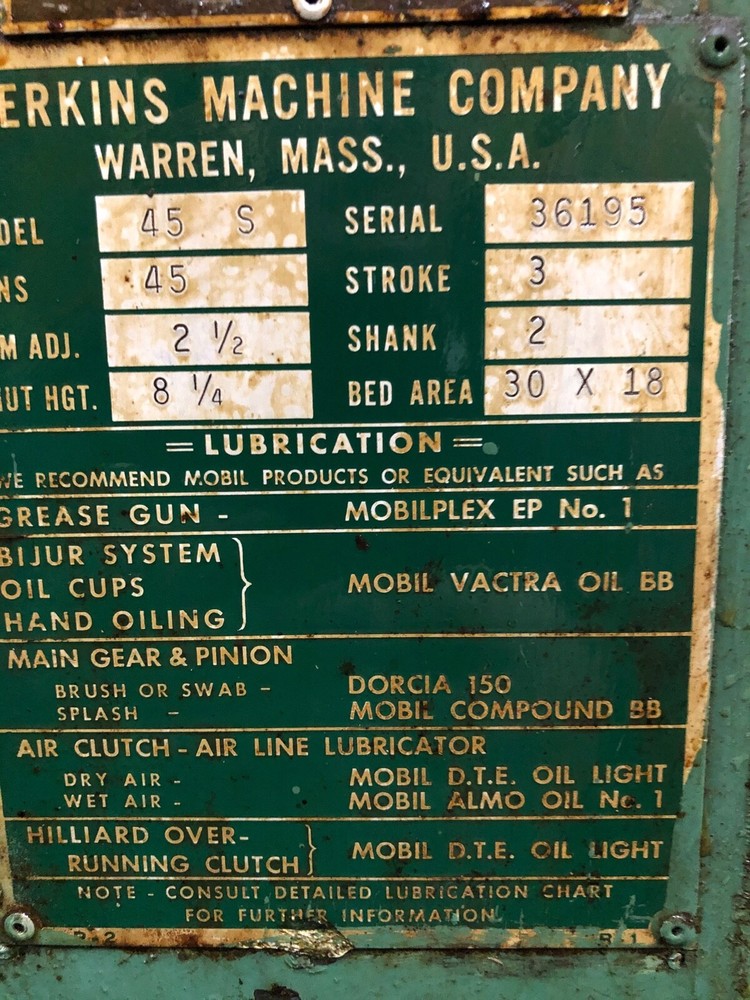 ERKINS MACHINE COMPANY
WARREN, MASS., U.S.A.
DEL 45 S SERIAL 36195
NS 45 STROKE 3
M ADJ. 2 1/2 SHANK 2
UT HGT. 8 1/4 BED AREA 30 X 18
= LUBRICATION =
WE RECOMMEND MOBIL PRODUCTS OR EQUIVALENT SUCH AS
GREASE GUN - MOBILPLEX EP No. 1
BIJUR SYSTEM
OIL CUPS MOBIL VACTRA OIL BB
HAND OILING
MAIN GEAR & PINION
BRUSH OR SWAB - DORCIA 150
SPLASH - MOBIL COMPOUND BB
AIR CLUTCH - AIR LINE LUBRICATOR
DRY AIR - MOBIL D.T.E. OIL LIGHT
WET AIR - MOBIL ALMO OIL No. 1
HILLIARD OVER-
RUNNING CLUTCH MOBIL D.T.E. OIL LIGHT
NOTE - CONSULT DETAILED LUBRICATION CHART
FOR FURTHER INFORMATION
R-2 R-1